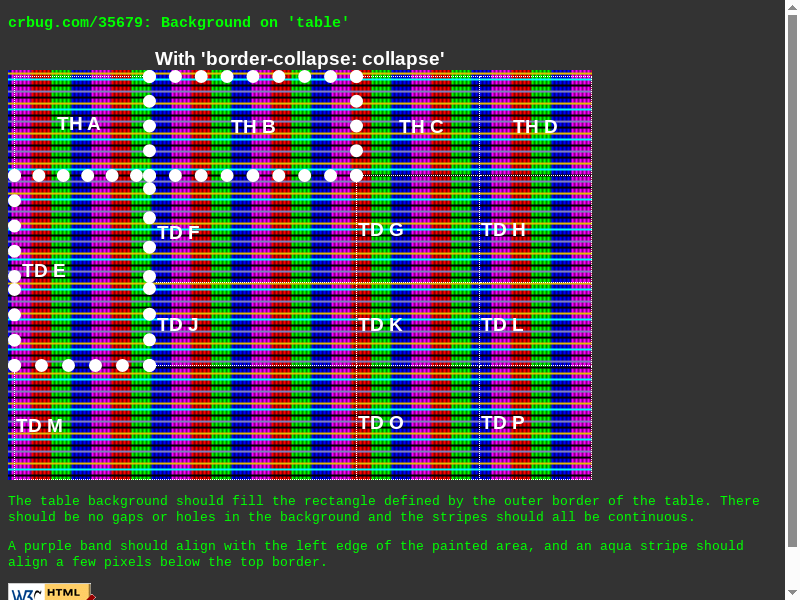 crbug.com/35679: Background on 'table'
With 'border-collapse: collapse'
TH A
TH B
TH C
TH D
TD E
TD F
TD G
TD H
TD J
TD K
TD L
TD M
TD O
TD P
The table background should fill the rectangle defined by the outer border of the table. There
should be no gaps or holes in the background and the stripes should all be continuous.
A purple band should align with the left edge of the painted area, and an aqua stripe should
align a few pixels below the top border.
W3C HTML